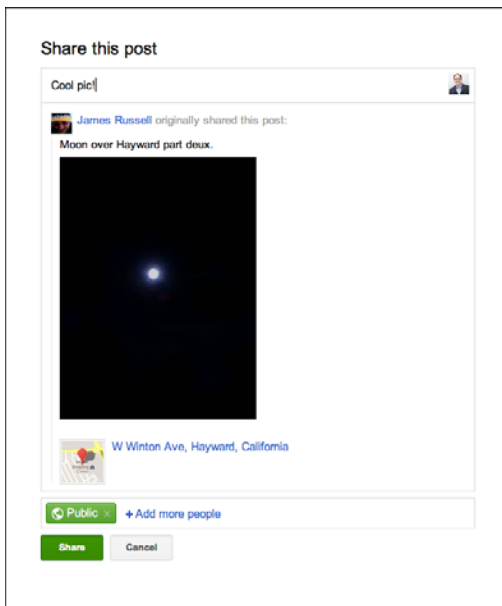 Share this post
Cool pic!
James Russell originally shared this post:
Moon over Hayward part deux.
W Winton Ave, Hayward, California
Public × + Add more people
Share Cancel